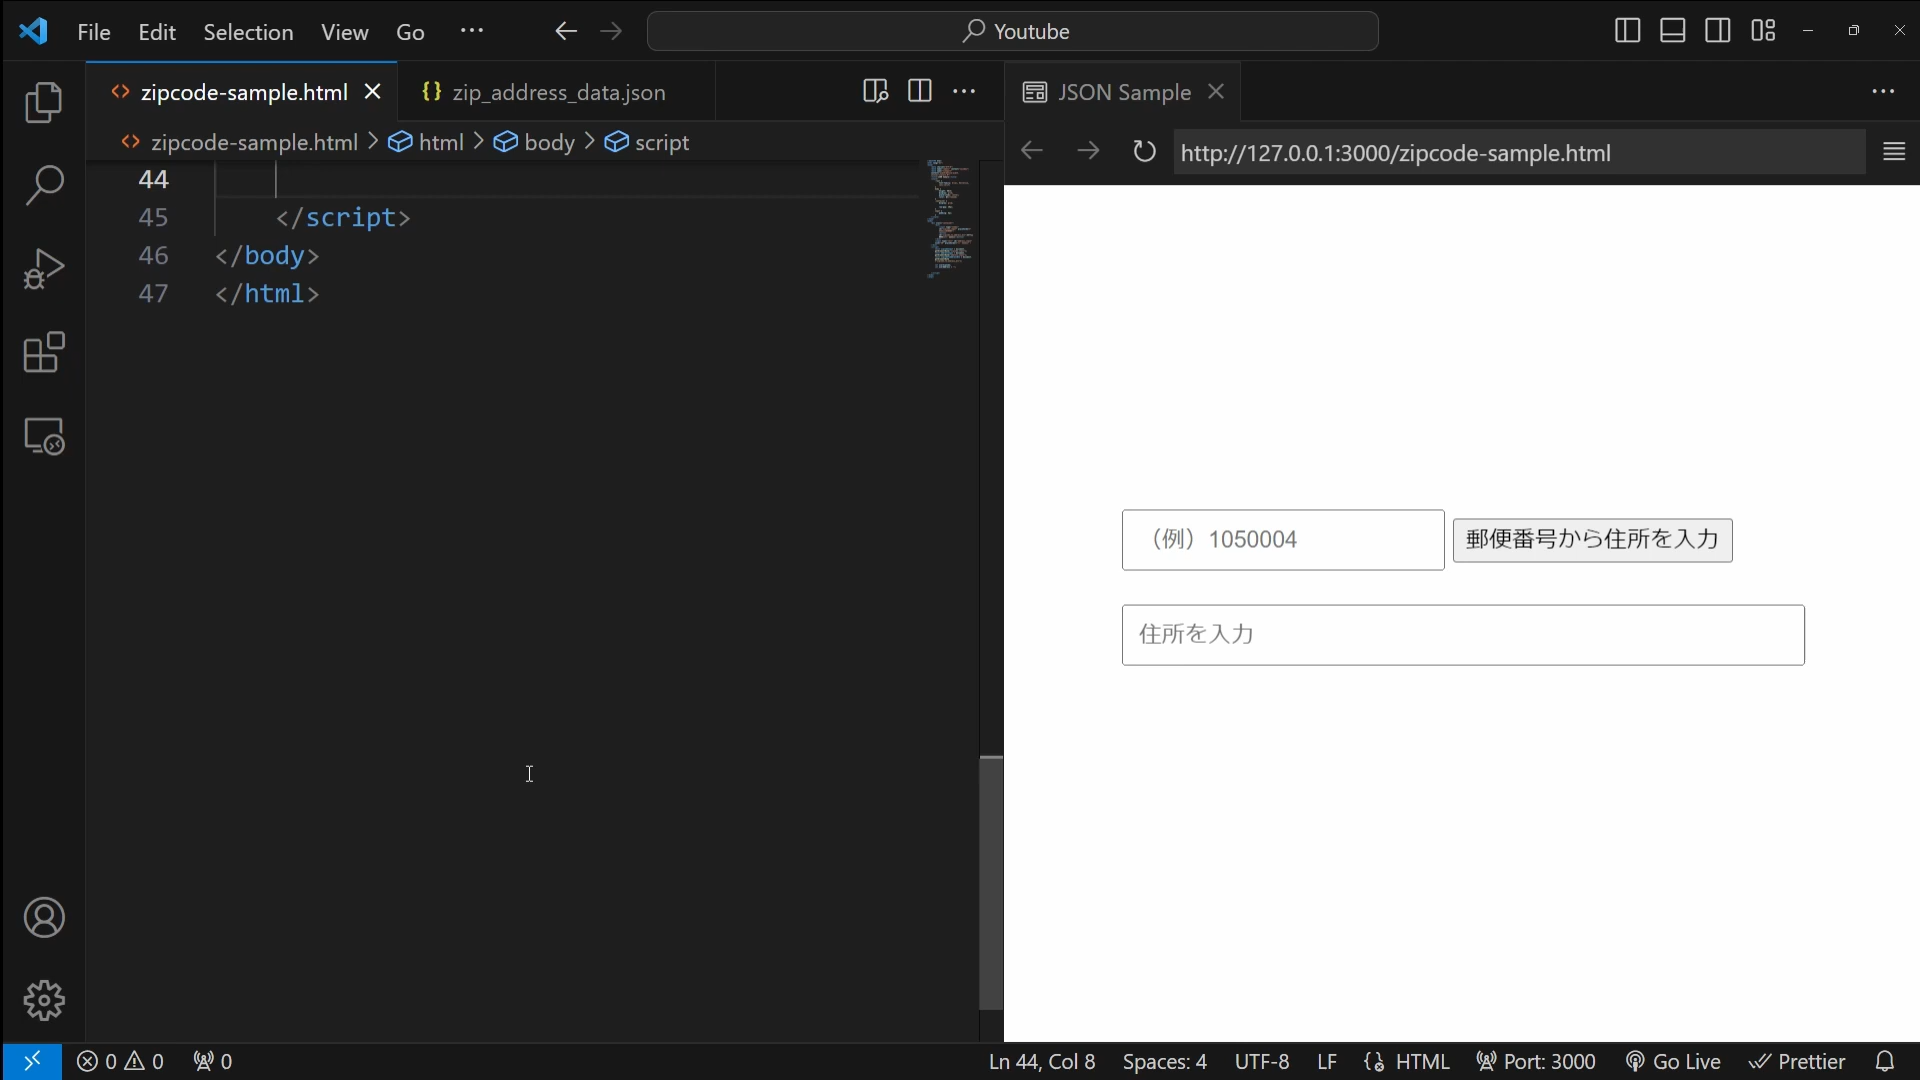 File Edit Selection View Go ··· Youtube
zipcode-sample.html {} zip_address_data.json
zipcode-sample.html > html > body > script
44
45 </script>
46 </body>
47 </html>
JSON Sample
http://127.0.0.1:3000/zipcode-sample.html
（例）1050004 郵便番号から住所を入力
住所を入力
0 0 0 Ln 44, Col 8 Spaces: 4 UTF-8 LF HTML Port: 3000 Go Live Prettier